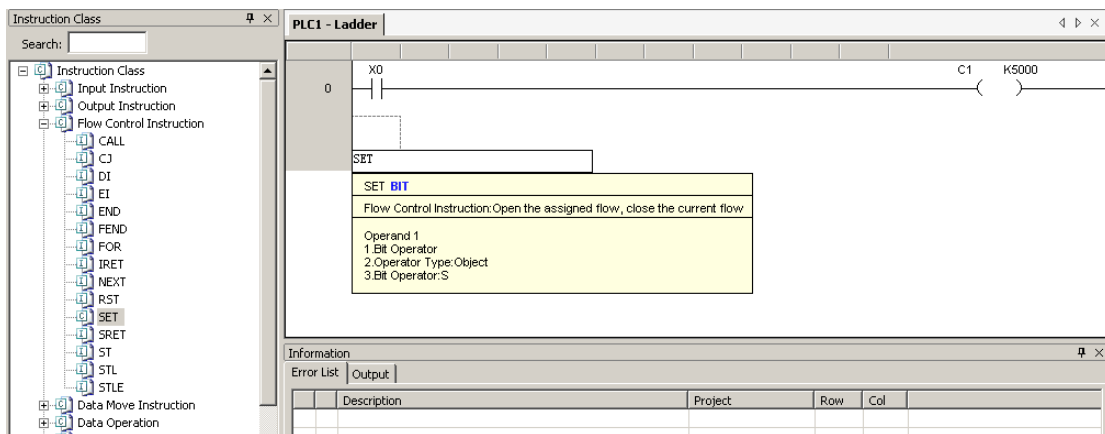 Instruction Class
Search:
Instruction Class
Input Instruction
Output Instruction
Flow Control Instruction
CALL
CJ
DI
EI
END
FEND
FOR
IRET
NEXT
RST
SET
SRET
ST
STL
STLE
Data Move Instruction
Data Operation
PLC1 - Ladder
X0 C1 K5000
0
SET
SET BIT
Flow Control Instruction:Open the assigned flow, close the current flow
Operand 1
1.Bit Operator
2.Operator Type:Object
3.Bit Operator:S
Information
Error List Output
Description Project Row Col